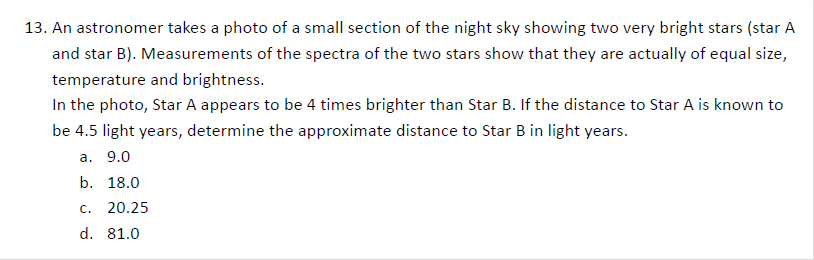 13. An astronomer takes a photo of a small section of the night sky showing two very bright stars (star A
and star B). Measurements of the spectra of the two stars show that they are actually of equal size,
temperature and brightness.
In the photo, Star A appears to be 4 times brighter than Star B. If the distance to Star A is known to
be 4.5 light years, determine the approximate distance to Star B in light years.
a. 9.0
b. 18.0
c. 20.25
d. 81.0